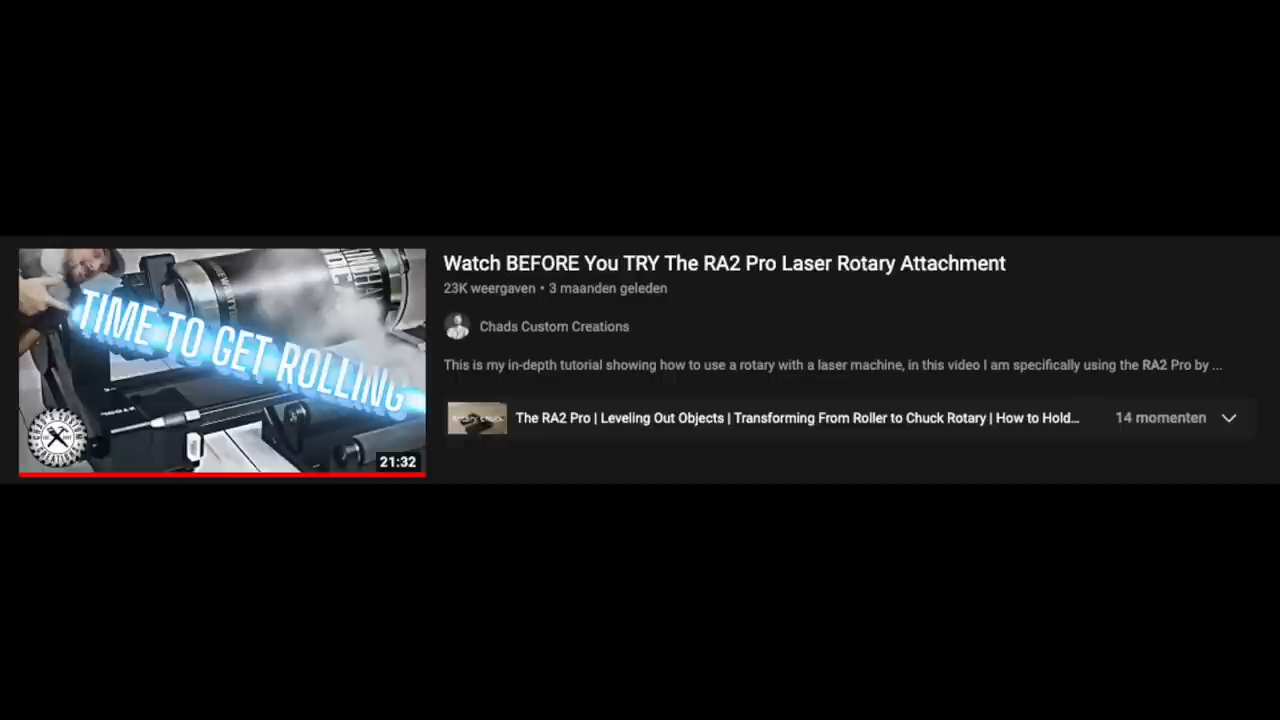 Watch BEFORE You TRY The RA2 Pro Laser Rotary Attachment
23K weergaven • 3 maanden geleden
Chads Custom Creations
This is my in-depth tutorial showing how to use a rotary with a laser machine, in this video I am specifically using the RA2 Pro by ...
The RA2 Pro | Leveling Out Objects | Transforming From Roller to Chuck Rotary | How to Hold...
14 momenten
TIME TO GET ROLLING
21:32